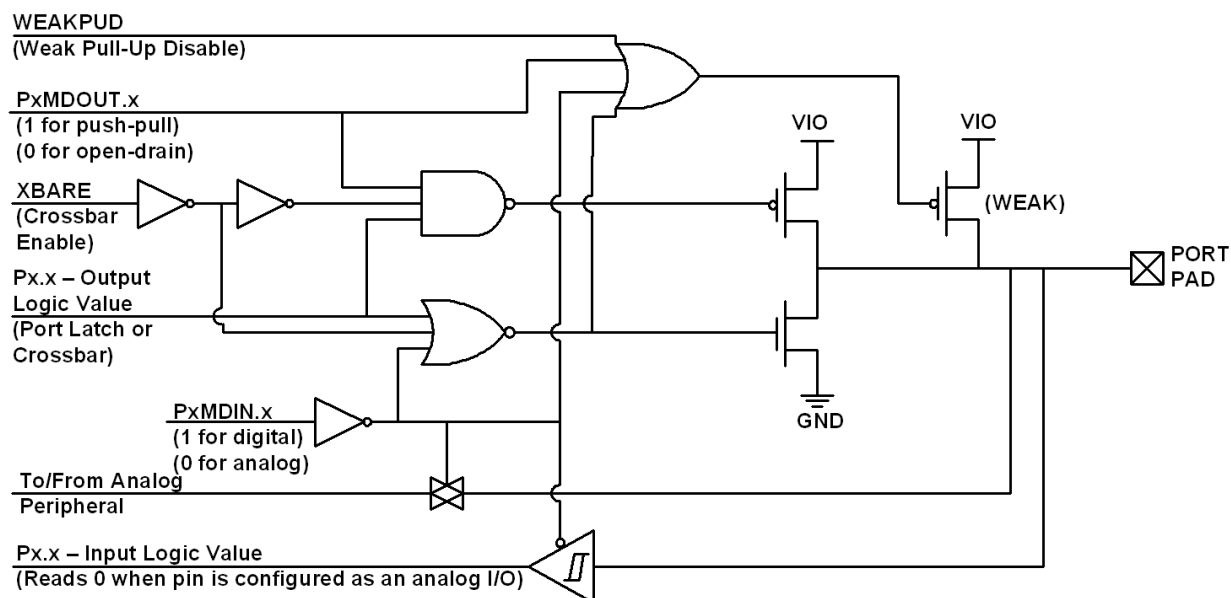 WEAKPUD
(Weak Pull-Up Disable)
PxMDOUT.x
(1 for push-pull)
(0 for open-drain)
XBARE
(Crossbar
Enable)
Px.x – Output
Logic Value
(Port Latch or
Crossbar)
PxMDIN.x
(1 for digital)
(0 for analog)
To/From Analog
Peripheral
Px.x – Input Logic Value
(Reads 0 when pin is configured as an analog I/O)
VIO
VIO
(WEAK)
GND
PORT
PAD